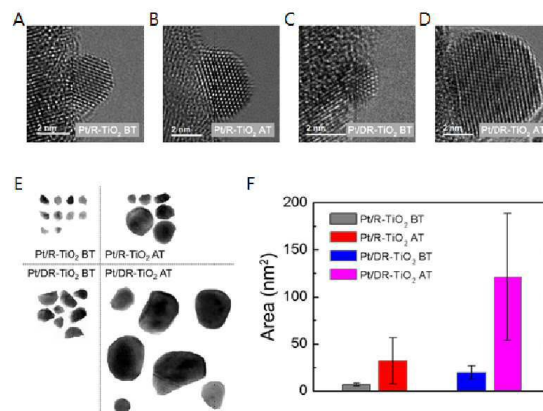 A
B
C
D
2 nm
Pt/R-TiO₂ BT
2 nm
Pt/R-TiO₂ AT
2 nm
Pt/DR-TiO₂ BT
2 nm
Pt/DR-TiO₂ AT
E
Pt/R-TiO₂ BT
Pt/R-TiO₂ AT
Pt/DR-TiO₂ BT
Pt/DR-TiO₂ AT
F
200
150
100
50
0
Area (nm²)
Pt/R-TiO₂ BT
Pt/R-TiO₂ AT
Pt/DR-TiO₂ BT
Pt/DR-TiO₂ AT